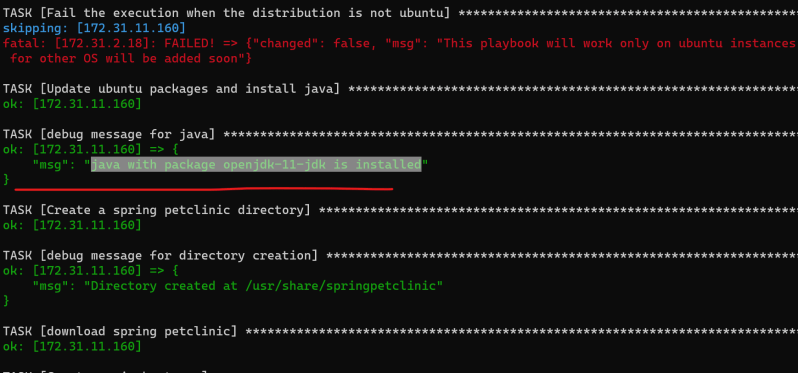 TASK [Fail the execution when the distribution is not ubuntu] *********************************************
skipping: [172.31.11.160]
fatal: [172.31.2.18]: FAILED! => {"changed": false, "msg": "This playbook will work only on ubuntu instances
for other OS will be added soon"}
TASK [Update ubuntu packages and install java] ************************************************************
ok: [172.31.11.160]
TASK [debug message for java] *****************************************************************************
ok: [172.31.11.160] => {
"msg": "java with package openjdk-11-jdk is installed"
}
TASK [Create a spring petclinic directory] ****************************************************************
ok: [172.31.11.160]
TASK [debug message for directory creation] ***************************************************************
ok: [172.31.11.160] => {
"msg": "Directory created at /usr/share/springpetclinic"
}
TASK [download spring petclinic] **************************************************************************
ok: [172.31.11.160]